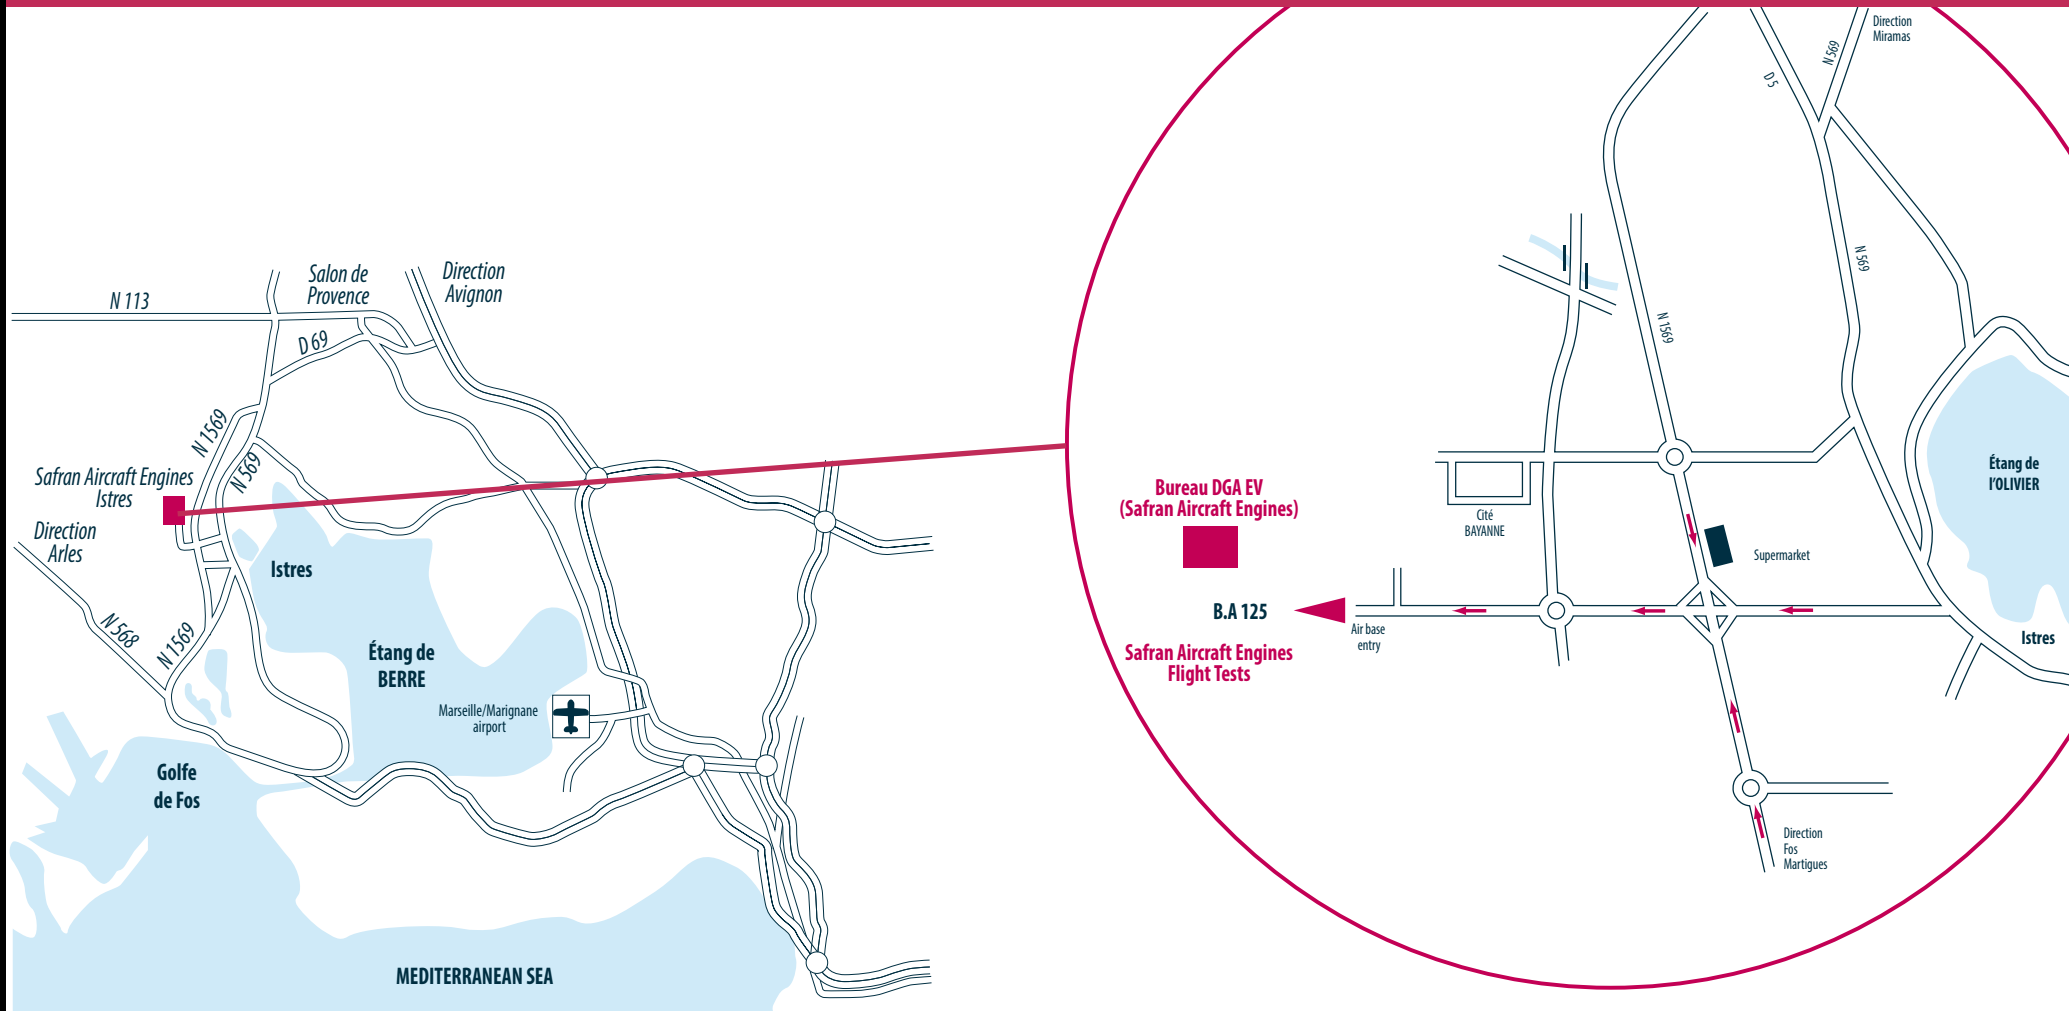 N 113
Salon de
Provence
Direction
Avignon
D 69
N 1569
N 569
Safran Aircraft Engines
Istres
Direction
Arles
Istres
N 568
N 1569
Étang de
BERRE
Marseille/Marignane
airport
Golfe
de Fos
MEDITERRANEAN SEA
Direction
Miramas
N 569
D 5
N 569
N 1569
Étang de
l'OLIVIER
Bureau DGA EV
(Safran Aircraft Engines)
Cité
BAYANNE
Supermarket
B.A 125
Air base
entry
Istres
Safran Aircraft Engines
Flight Tests
Direction
Fos
Martigues